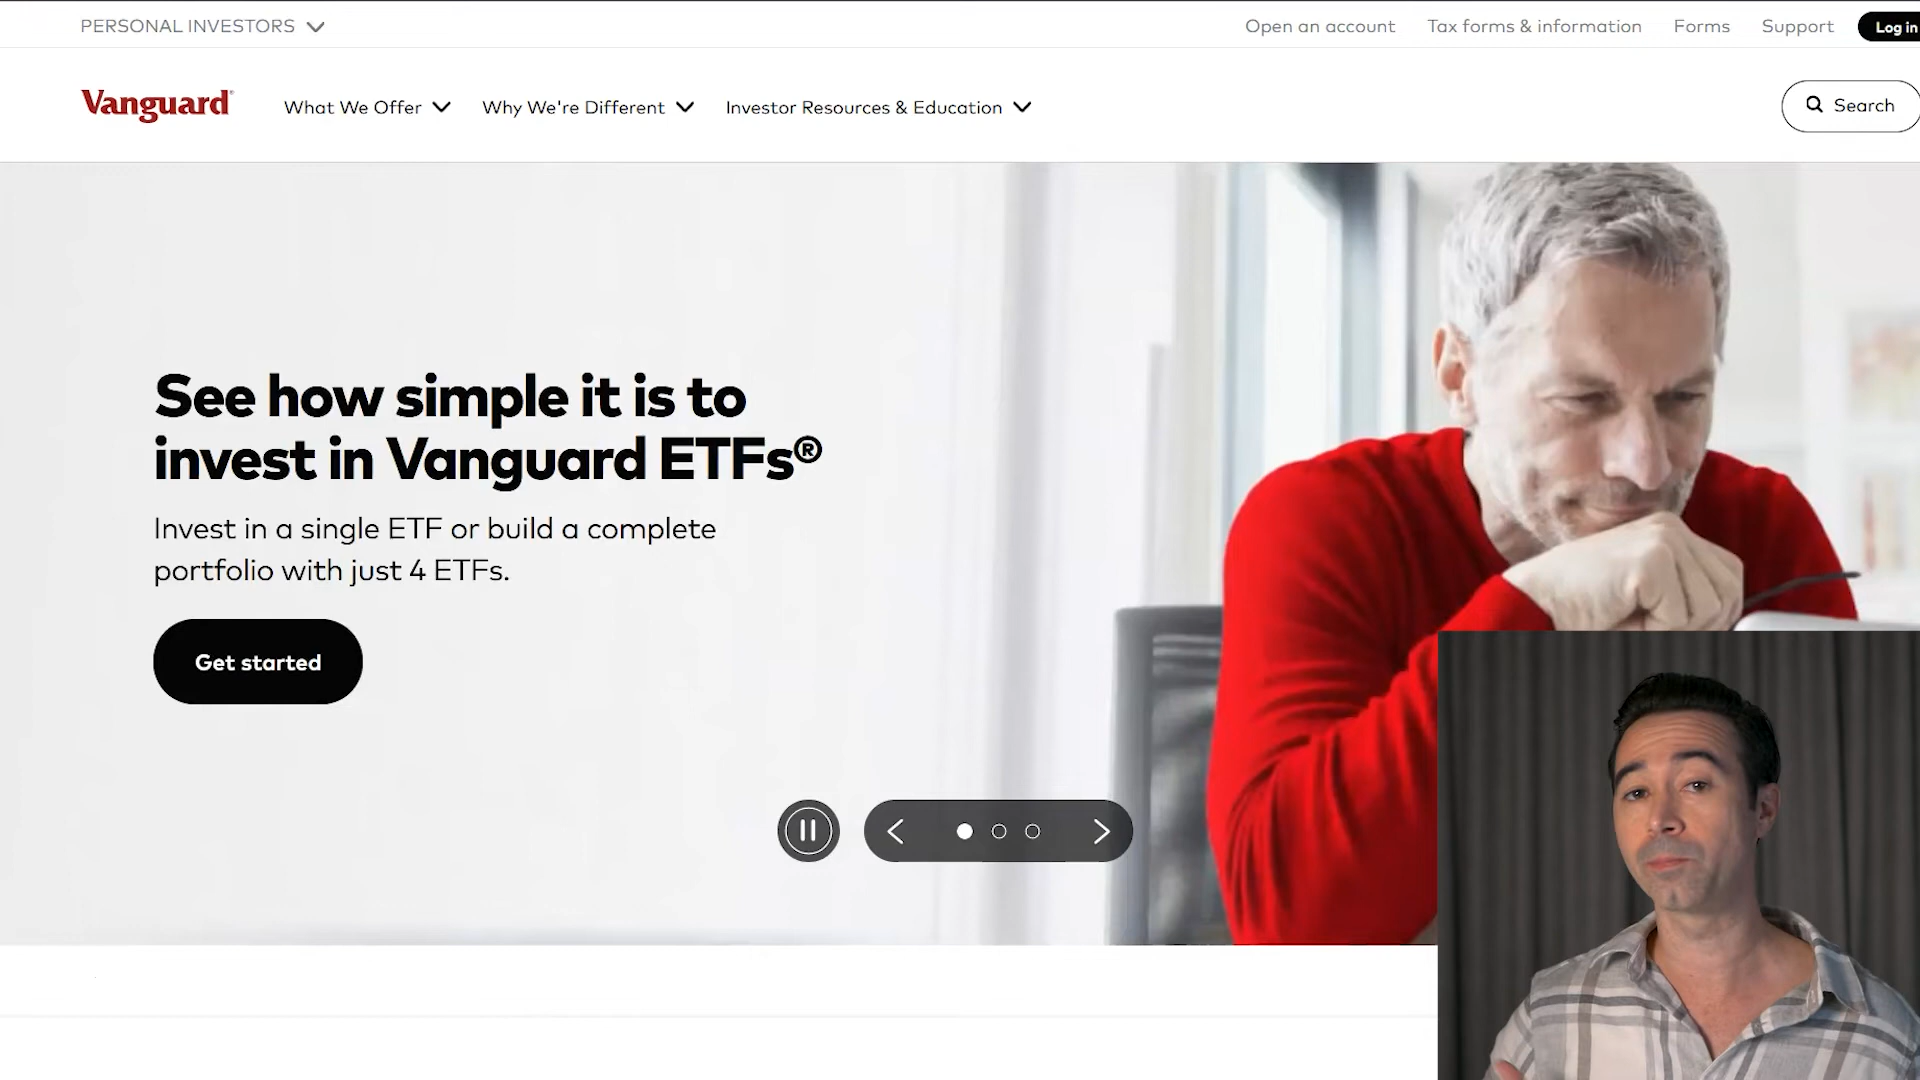 PERSONAL INVESTORS
Open an account
Tax forms & information
Forms
Support
Log in
Vanguard
What We Offer
Why We're Different
Investor Resources & Education
Search
See how simple it is to
invest in Vanguard ETFs®
Invest in a single ETF or build a complete
portfolio with just 4 ETFs.
Get started